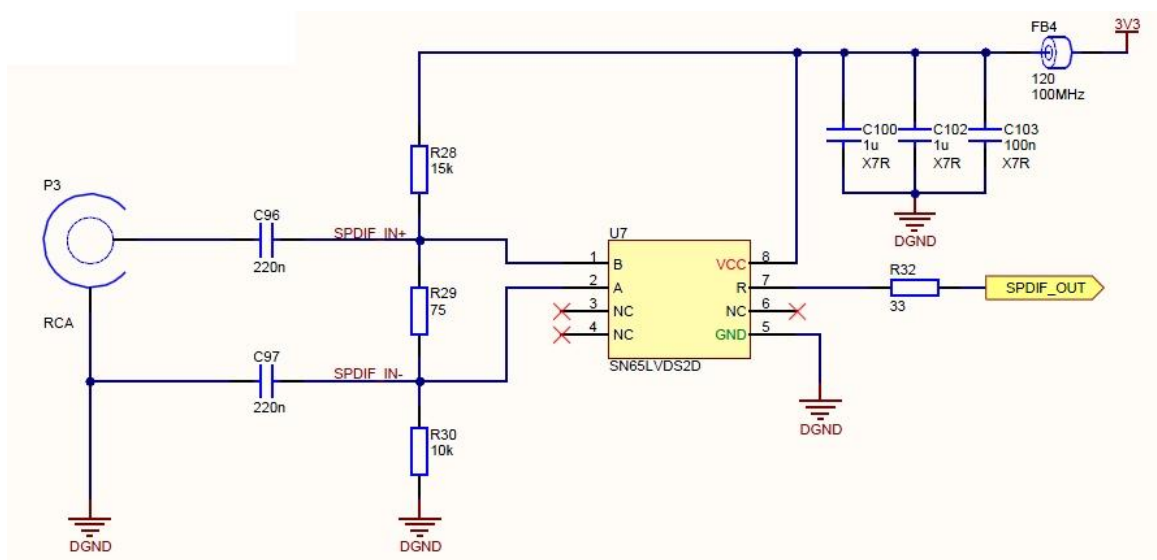 FB4
3V3
120
100MHz
C100
1u
X7R
C102
1u
X7R
C103
100n
X7R
DGND
R28
15k
P3
C96
220n
SPDIF_IN+
RCA
R29
75
C97
220n
SPDIF_IN-
R30
10k
DGND
DGND
U7
1 B
2 A
3 NC
4 NC
VCC 8
R 7
NC 6
GND 5
SN65LVDS2D
R32
33
SPDIF_OUT
DGND